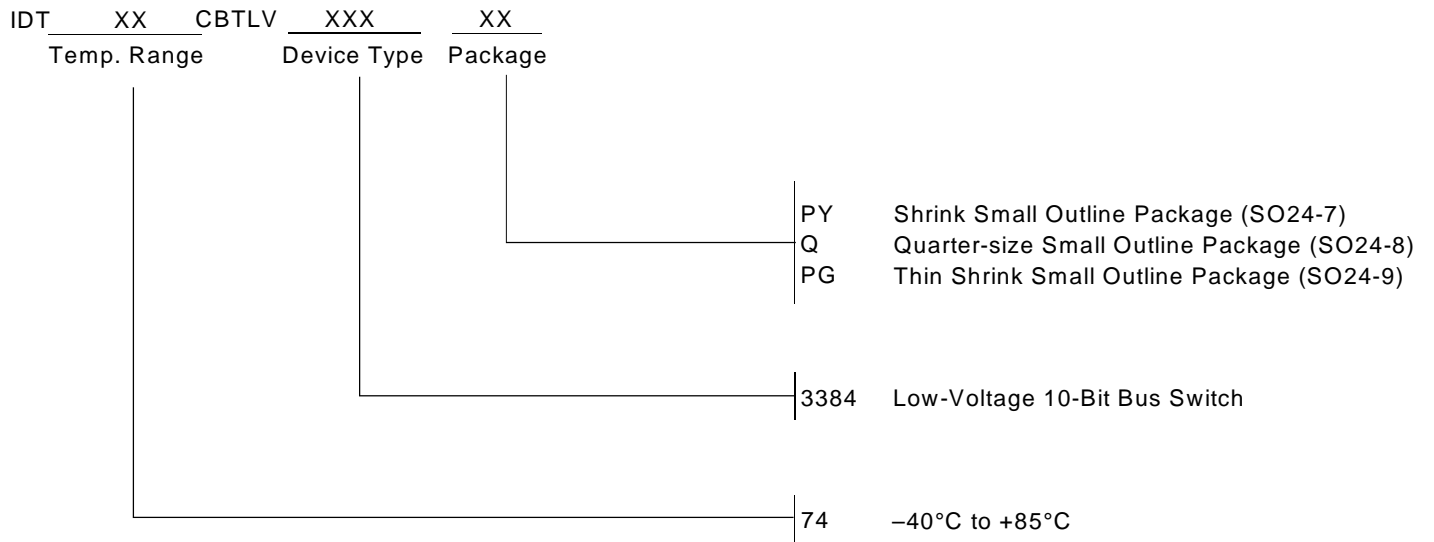 IDT XX CBTLV XXX XX
Temp. Range Device Type Package
PY Shrink Small Outline Package (SO24-7)
Q Quarter-size Small Outline Package (SO24-8)
PG Thin Shrink Small Outline Package (SO24-9)
3384 Low-Voltage 10-Bit Bus Switch
74 –40°C to +85°C